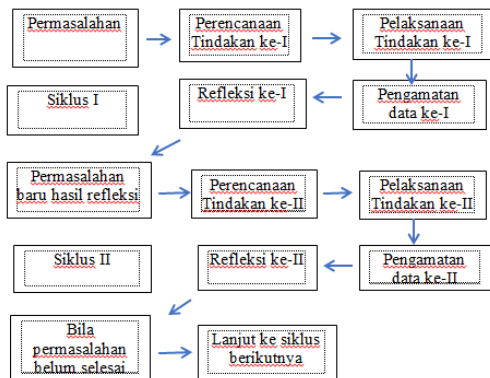 Permasalahan
Perencanaan
Tindakan ke-I
Pelaksanaan
Tindakan ke-I
Siklus I
Refleksi ke-I
Pengamatan
data ke-I
Permasalahan
baru hasil refleksi
Perencanaan
Tindakan ke-II
Pelaksanaan
Tindakan ke-II
Siklus II
Refleksi ke-II
Pengamatan
data ke-II
Bila
permasalahan
belum selesai
Lanjut ke siklus
berikutnya